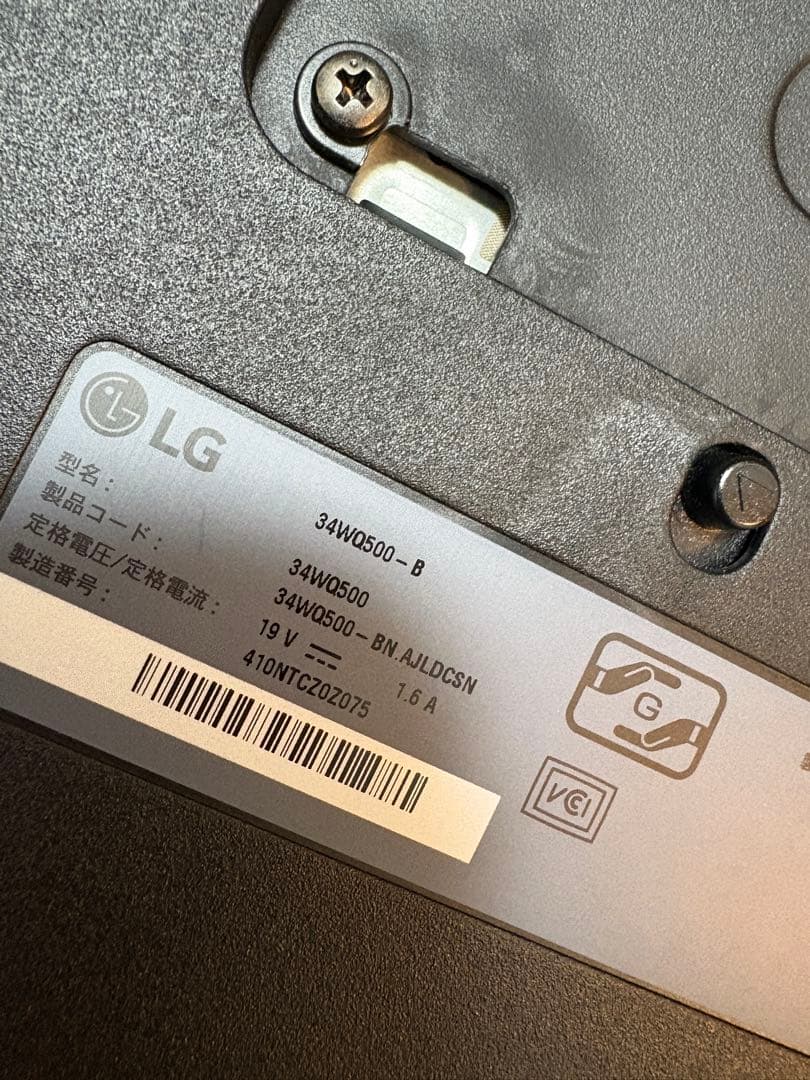 LG
型名: 34WQ500-B
34WQ500
製品コード: 34WQ500-BN.AJLDCSN
定格電圧/定格電流: 19 V ⎓ 1.6 A
製造番号: 410NTCZ0Z075
G
VCCI